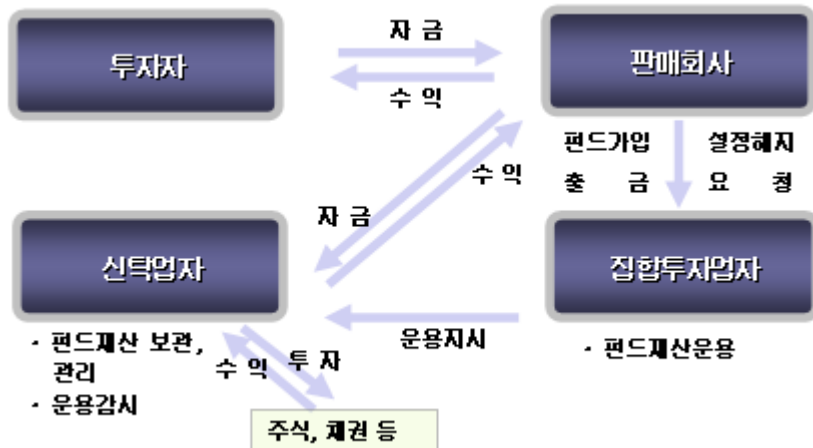 투자자
자 금
수 익
판매회사
펀드가입 설정해지
출 금 요 청
수 익
자 금
신탁업자
집합투자업자
운용지시
· 펀드재산 보관,
관리
· 운용감시
수 익
투 자
· 펀드재산운용
주식, 채권 등